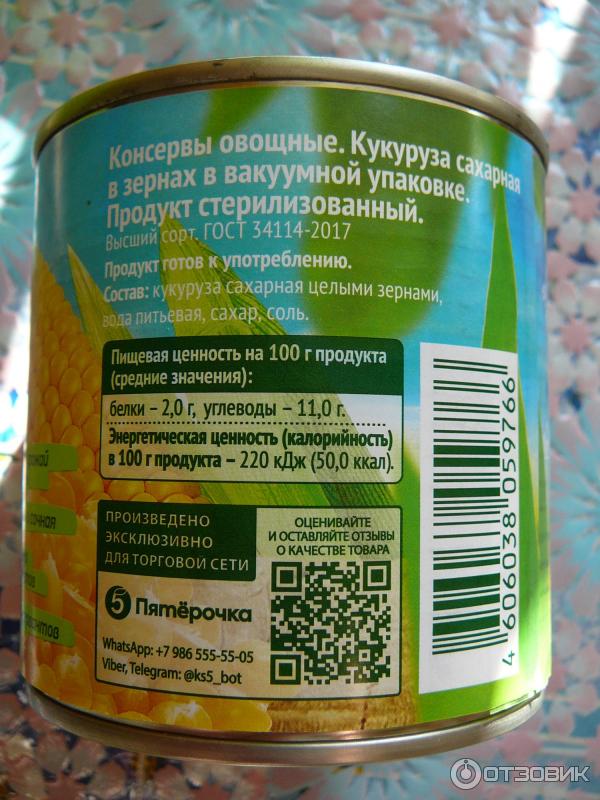 Консервы овощные. Кукуруза сахарная
в зернах в вакуумной упаковке.
Продукт стерилизованный.
Высший сорт. ГОСТ 34114-2017
Продукт готов к употреблению.
Состав: кукуруза сахарная целыми зернами,
вода питьевая, сахар, соль.
Пищевая ценность на 100 г продукта
(средние значения):
белки – 2,0 г, углеводы – 11,0 г.
Энергетическая ценность (калорийность)
в 100 г продукта – 220 кДж (50,0 ккал).
ПРОИЗВЕДЕНО
ЭКСКЛЮЗИВНО
ДЛЯ ТОРГОВОЙ СЕТИ
5 Пятёрочка
WhatsApp: +7 986 555-55-05
Viber, Telegram: @ks5_bot
ОЦЕНИВАЙТЕ
И ОСТАВЛЯЙТЕ ОТЗЫВЫ
О КАЧЕСТВЕ ТОВАРА
4 606038 059766
сочная
ОТЗОВИК